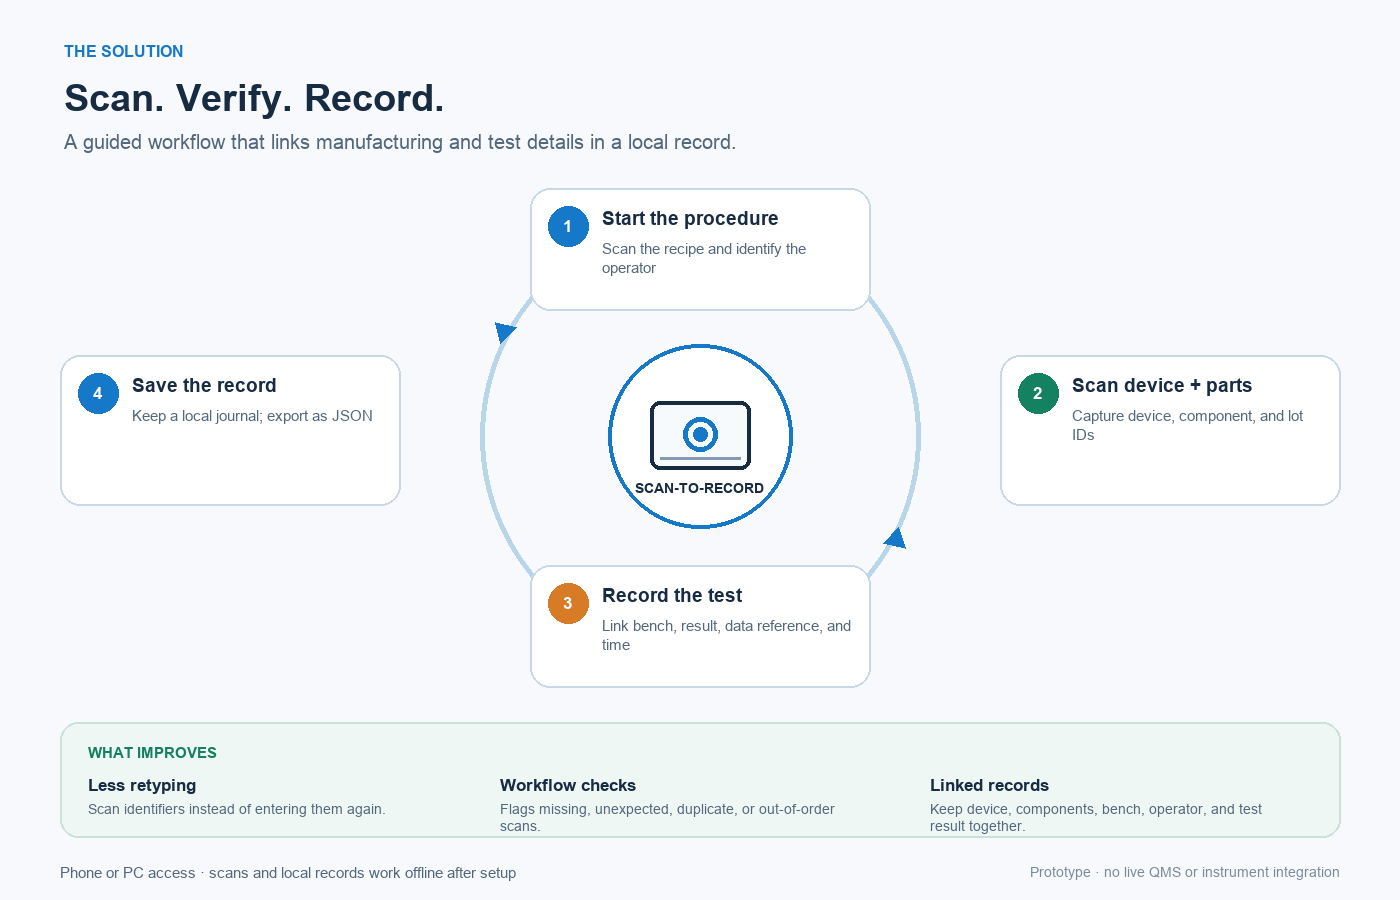 THE SOLUTION
Scan. Verify. Record.
A guided workflow that links manufacturing and test details in a local record.
1
Start the procedure
Scan the recipe and identify the
operator
2
Scan device + parts
Capture device, component, and lot
IDs
3
Record the test
Link bench, result, data reference, and
time
4
Save the record
Keep a local journal; export as JSON
SCAN-TO-RECORD
WHAT IMPROVES
Less retyping
Scan identifiers instead of entering them again.
Workflow checks
Flags missing, unexpected, duplicate, or out-of-order
scans.
Linked records
Keep device, components, bench, operator, and test
result together.
Phone or PC access · scans and local records work offline after setup
Prototype · no live QMS or instrument integration